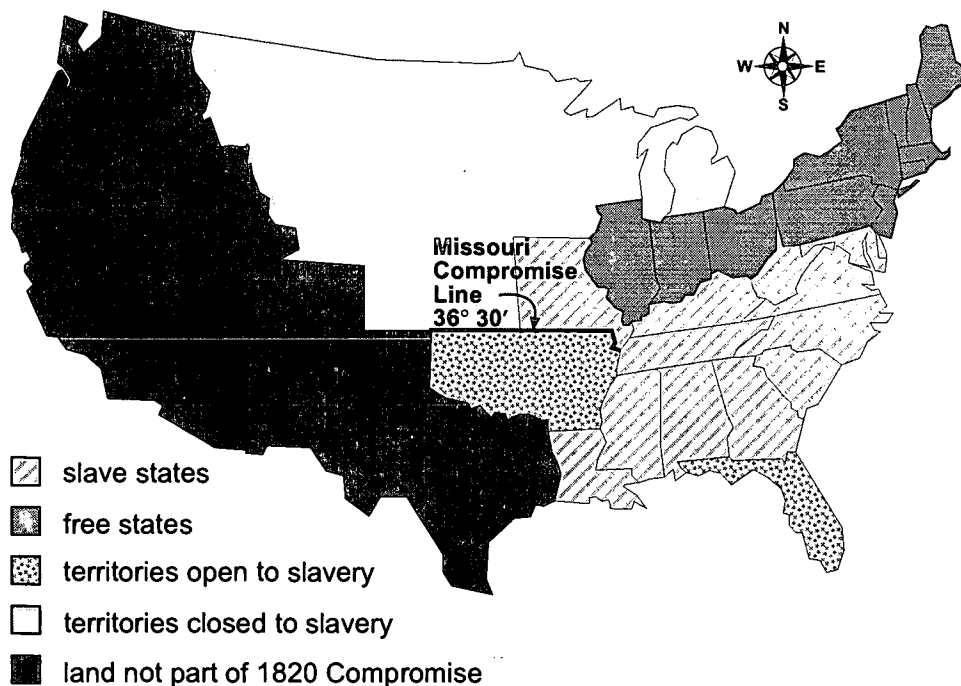 N
W E
S
Missouri
Compromise
Line
36° 30′
slave states
free states
territories open to slavery
territories closed to slavery
land not part of 1820 Compromise